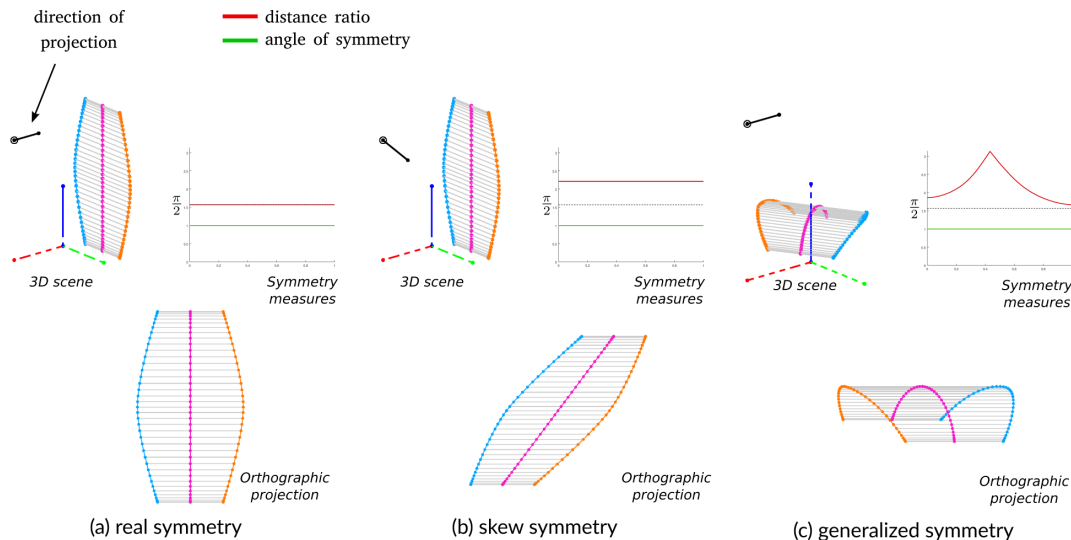 direction of
projection
distance ratio
angle of symmetry
π
2
3D scene
Symmetry
measures
Orthographic
projection
(a) real symmetry
π
2
3D scene
Symmetry
measures
Orthographic
projection
(b) skew symmetry
π
2
3D scene
Symmetry
measures
Orthographic
projection
(c) generalized symmetry